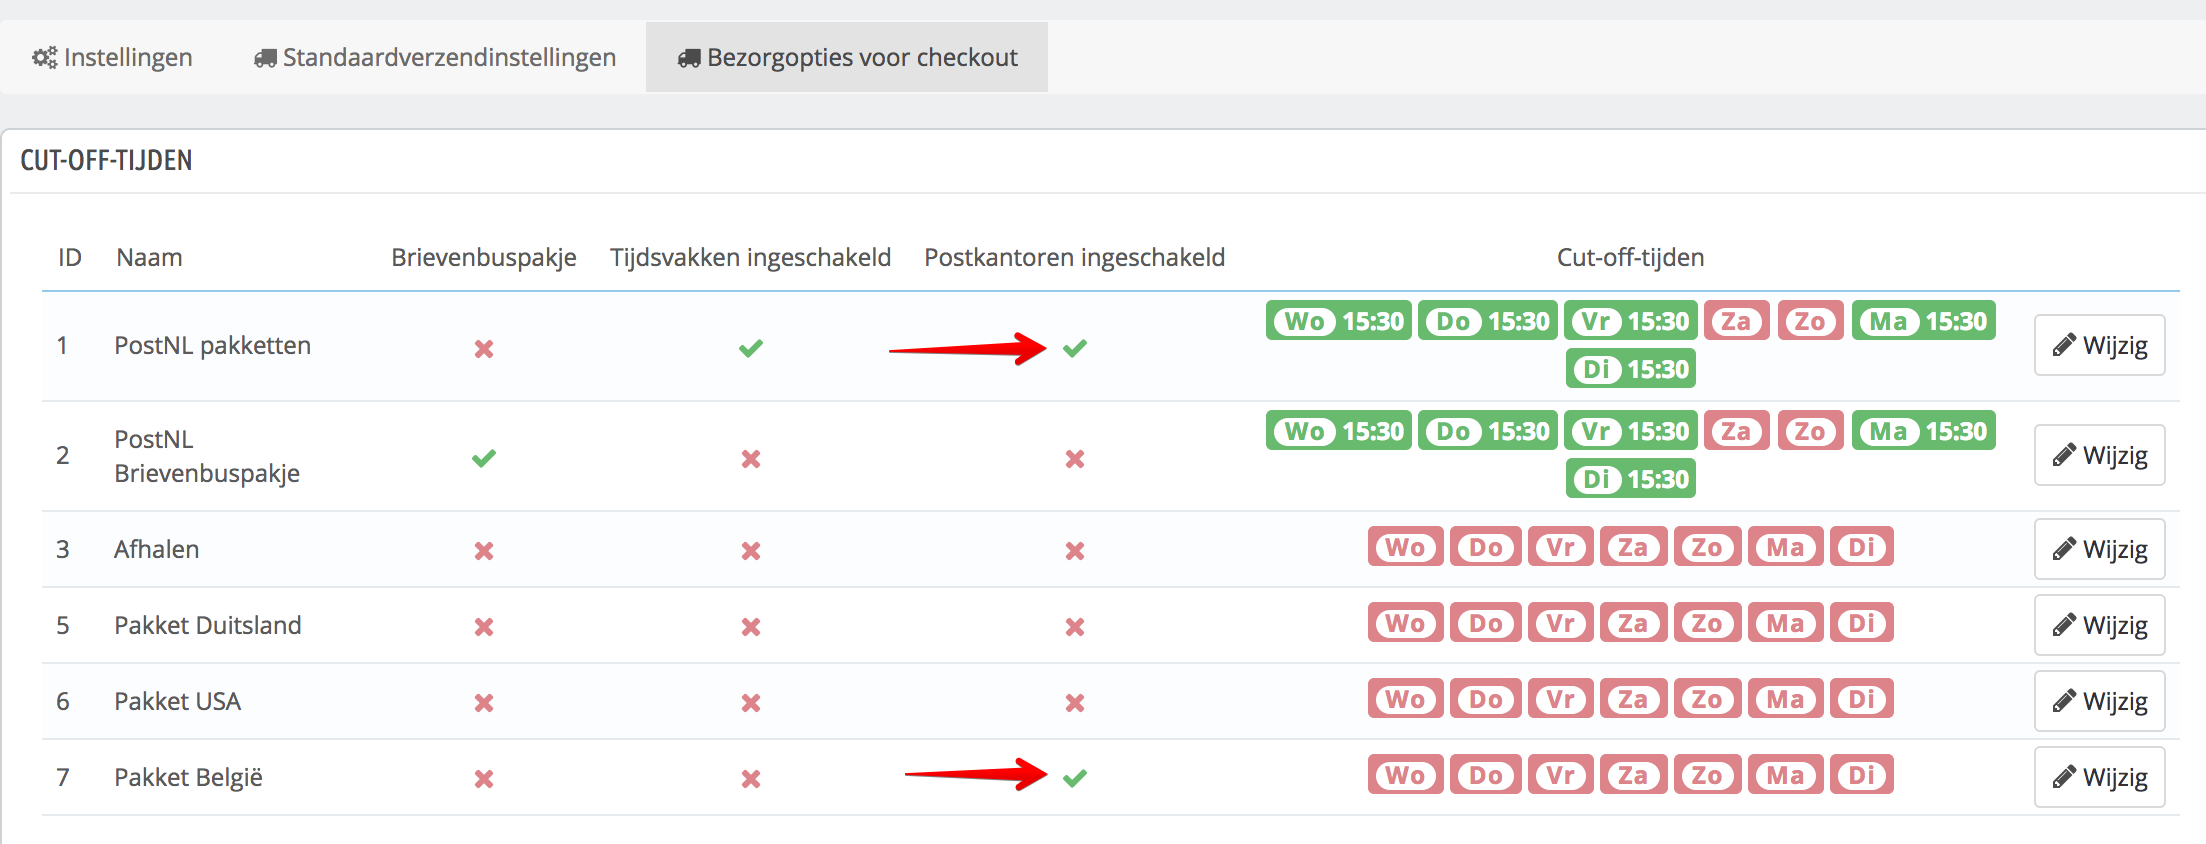 Instellingen Standaardverzendinstellingen Bezorgopties voor checkout
CUT-OFF-TIJDEN
ID Naam Brievenbuspakje Tijdsvakken ingeschakeld Postkantoren ingeschakeld Cut-off-tijden
1 PostNL pakketten Wo 15:30 Do 15:30 Vr 15:30 Za Zo Ma 15:30 Wijzig
Di 15:30
2 PostNL Wo 15:30 Do 15:30 Vr 15:30 Za Zo Ma 15:30 Wijzig
Brievenbuspakje Di 15:30
3 Afhalen Wo Do Vr Za Zo Ma Di Wijzig
5 Pakket Duitsland Wo Do Vr Za Zo Ma Di Wijzig
6 Pakket USA Wo Do Vr Za Zo Ma Di Wijzig
7 Pakket België Wo Do Vr Za Zo Ma Di Wijzig